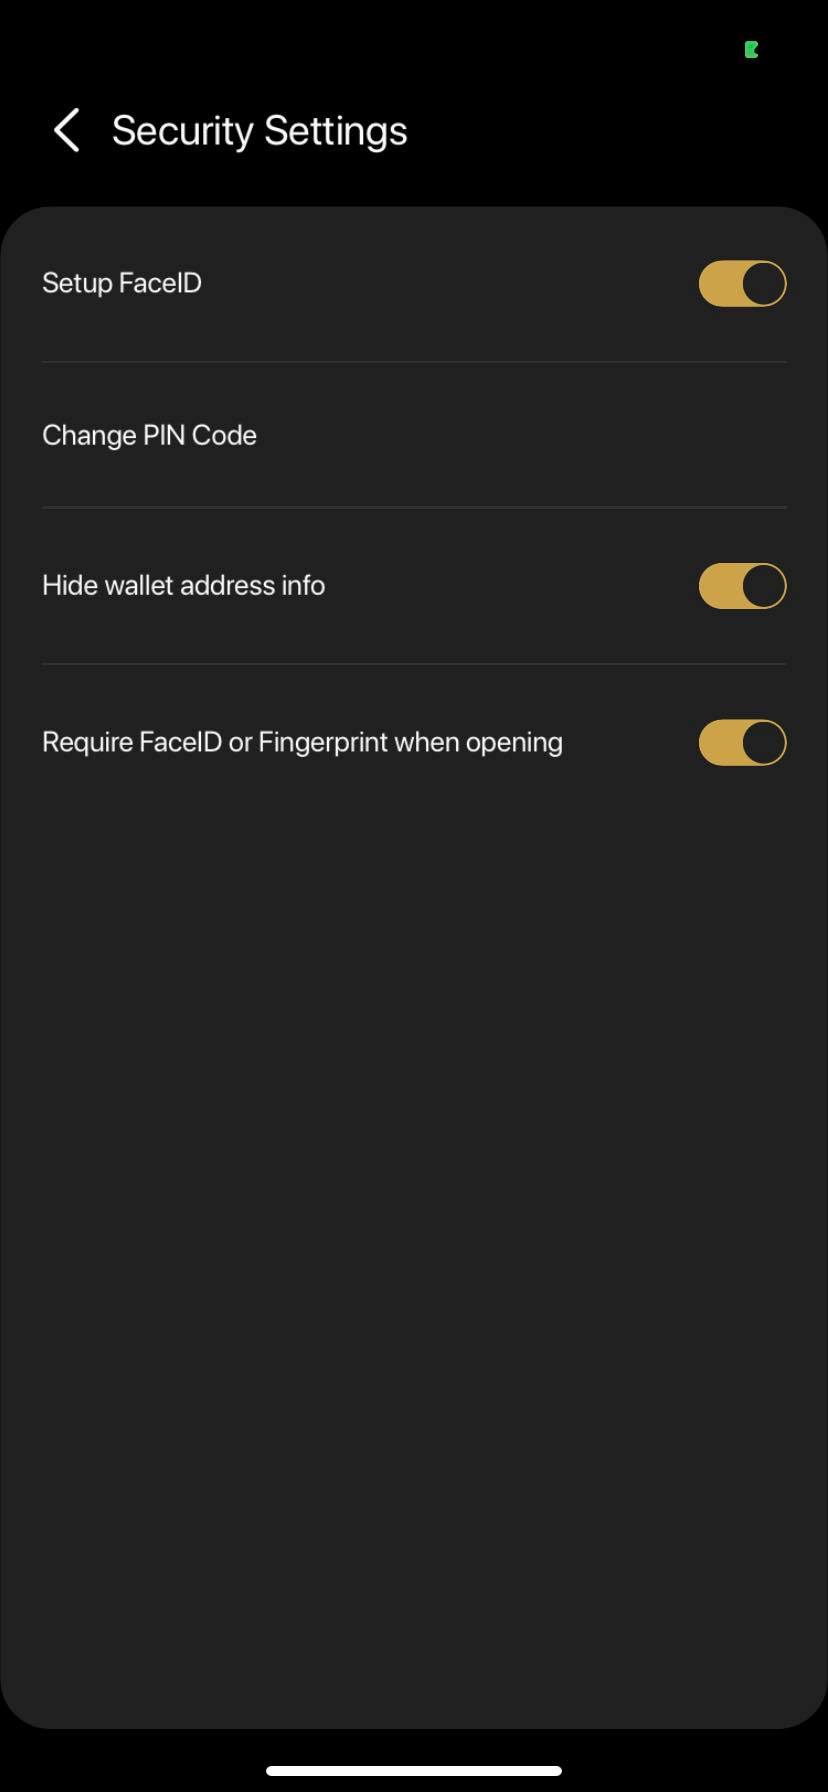 Security Settings
Setup FaceID
Change PIN Code
Hide wallet address info
Require FaceID or Fingerprint when opening